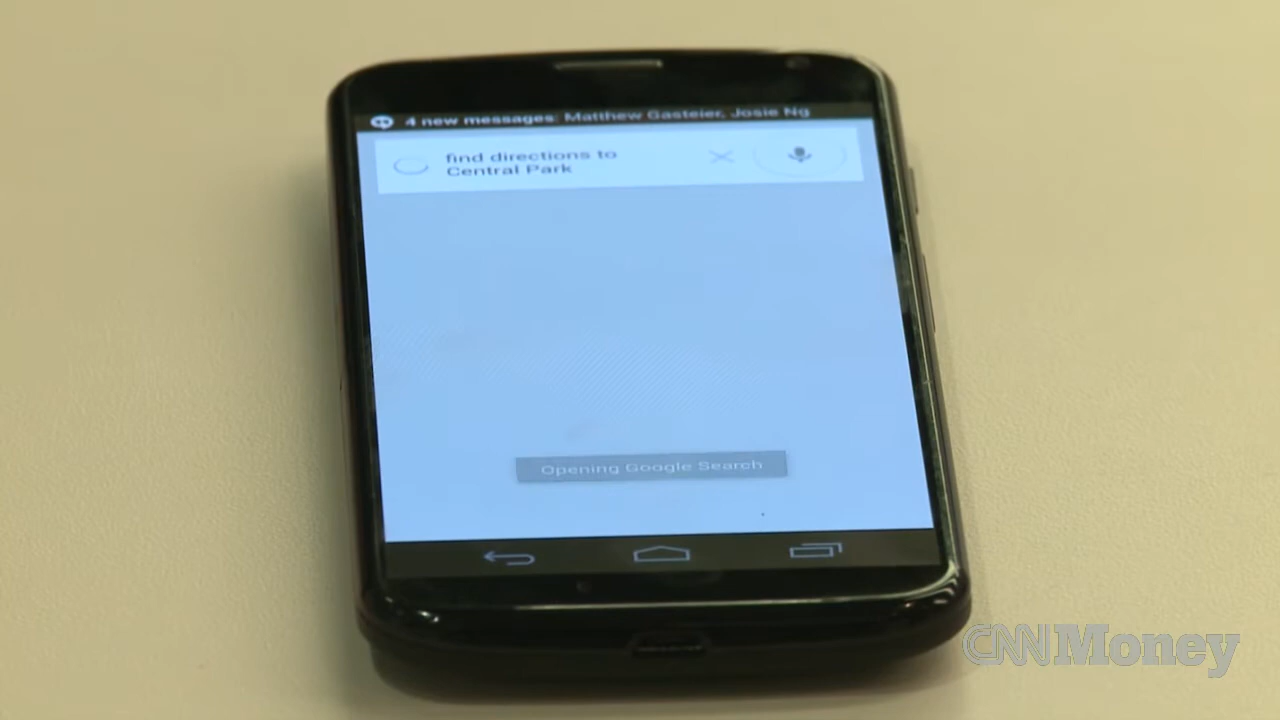 4 new messages: Matthew Gasteier, Josie Ng
find directions to
Central Park
Opening Google Search
CNNMoney